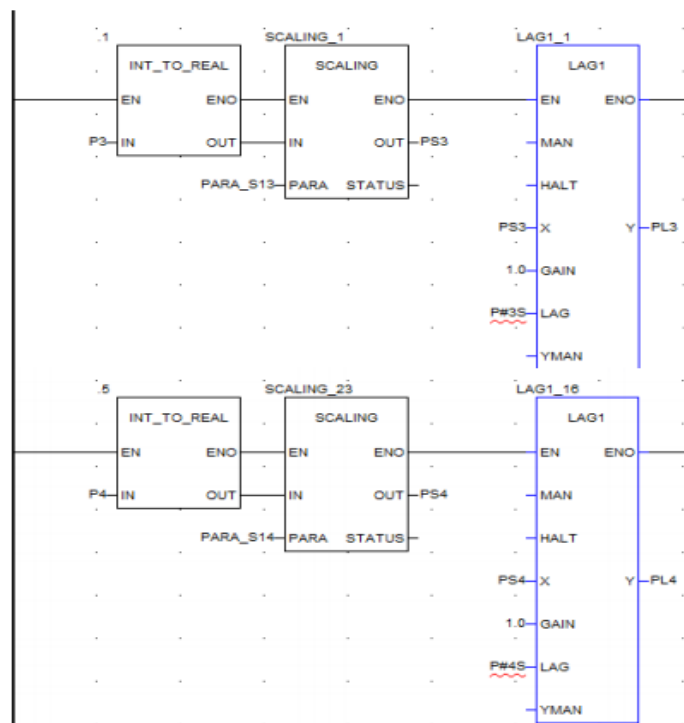 .1 SCALING_1 LAG1_1
INT_TO_REAL SCALING LAG1
EN ENO EN ENO EN ENO
P3 IN OUT IN OUT PS3 MAN
PARA_S13 PARA STATUS HALT
PS3 X Y PL3
1.0 GAIN
P#3S LAG
YMAN
.5 SCALING_23 LAG1_16
INT_TO_REAL SCALING LAG1
EN ENO EN ENO EN ENO
P4 IN OUT IN OUT PS4 MAN
PARA_S14 PARA STATUS HALT
PS4 X Y PL4
1.0 GAIN
P#4S LAG
YMAN